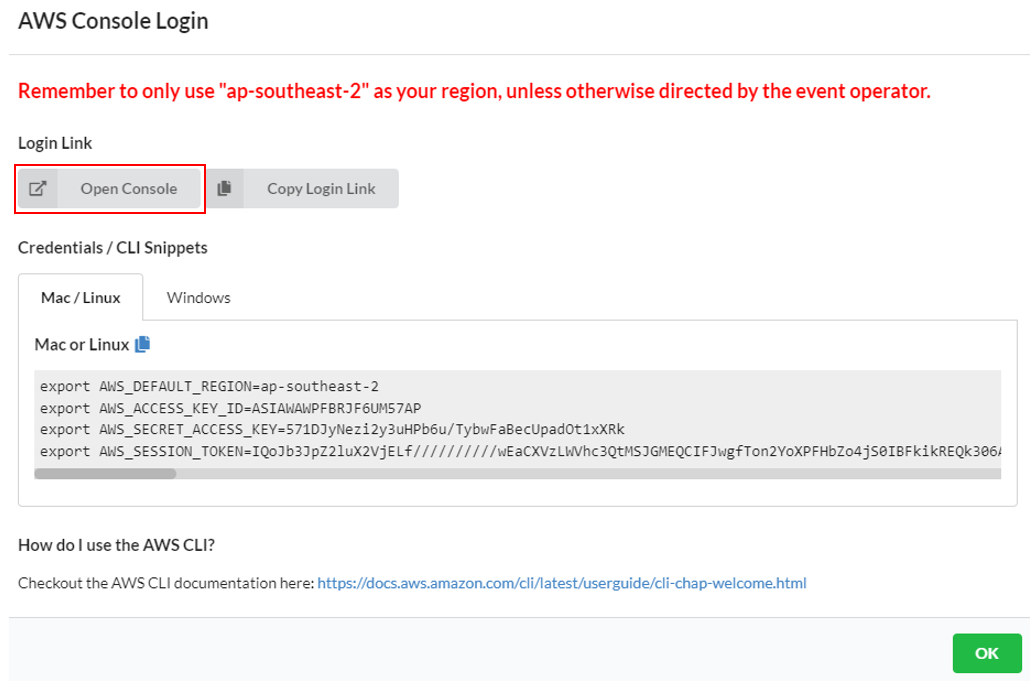 AWS Console Login
Remember to only use "ap-southeast-2" as your region, unless otherwise directed by the event operator.
Login Link
Open Console
Copy Login Link
Credentials / CLI Snippets
Mac / Linux
Windows
Mac or Linux
export AWS_DEFAULT_REGION=ap-southeast-2
export AWS_ACCESS_KEY_ID=ASIAWAWPFBRJF6UM57AP
export AWS_SECRET_ACCESS_KEY=571DJyNezi2y3uHPb6u/TybwFaBecUpadOt1xXRk
export AWS_SESSION_TOKEN=IQoJb3JpZ2luX2VjELf//////////wEaCXVzLWVhc3QtMSJGMEQCIFJwgfTon2YoXPFHbZo4jS0IBFkikREQk306A
How do I use the AWS CLI?
Checkout the AWS CLI documentation here: https://docs.aws.amazon.com/cli/latest/userguide/cli-chap-welcome.html
OK